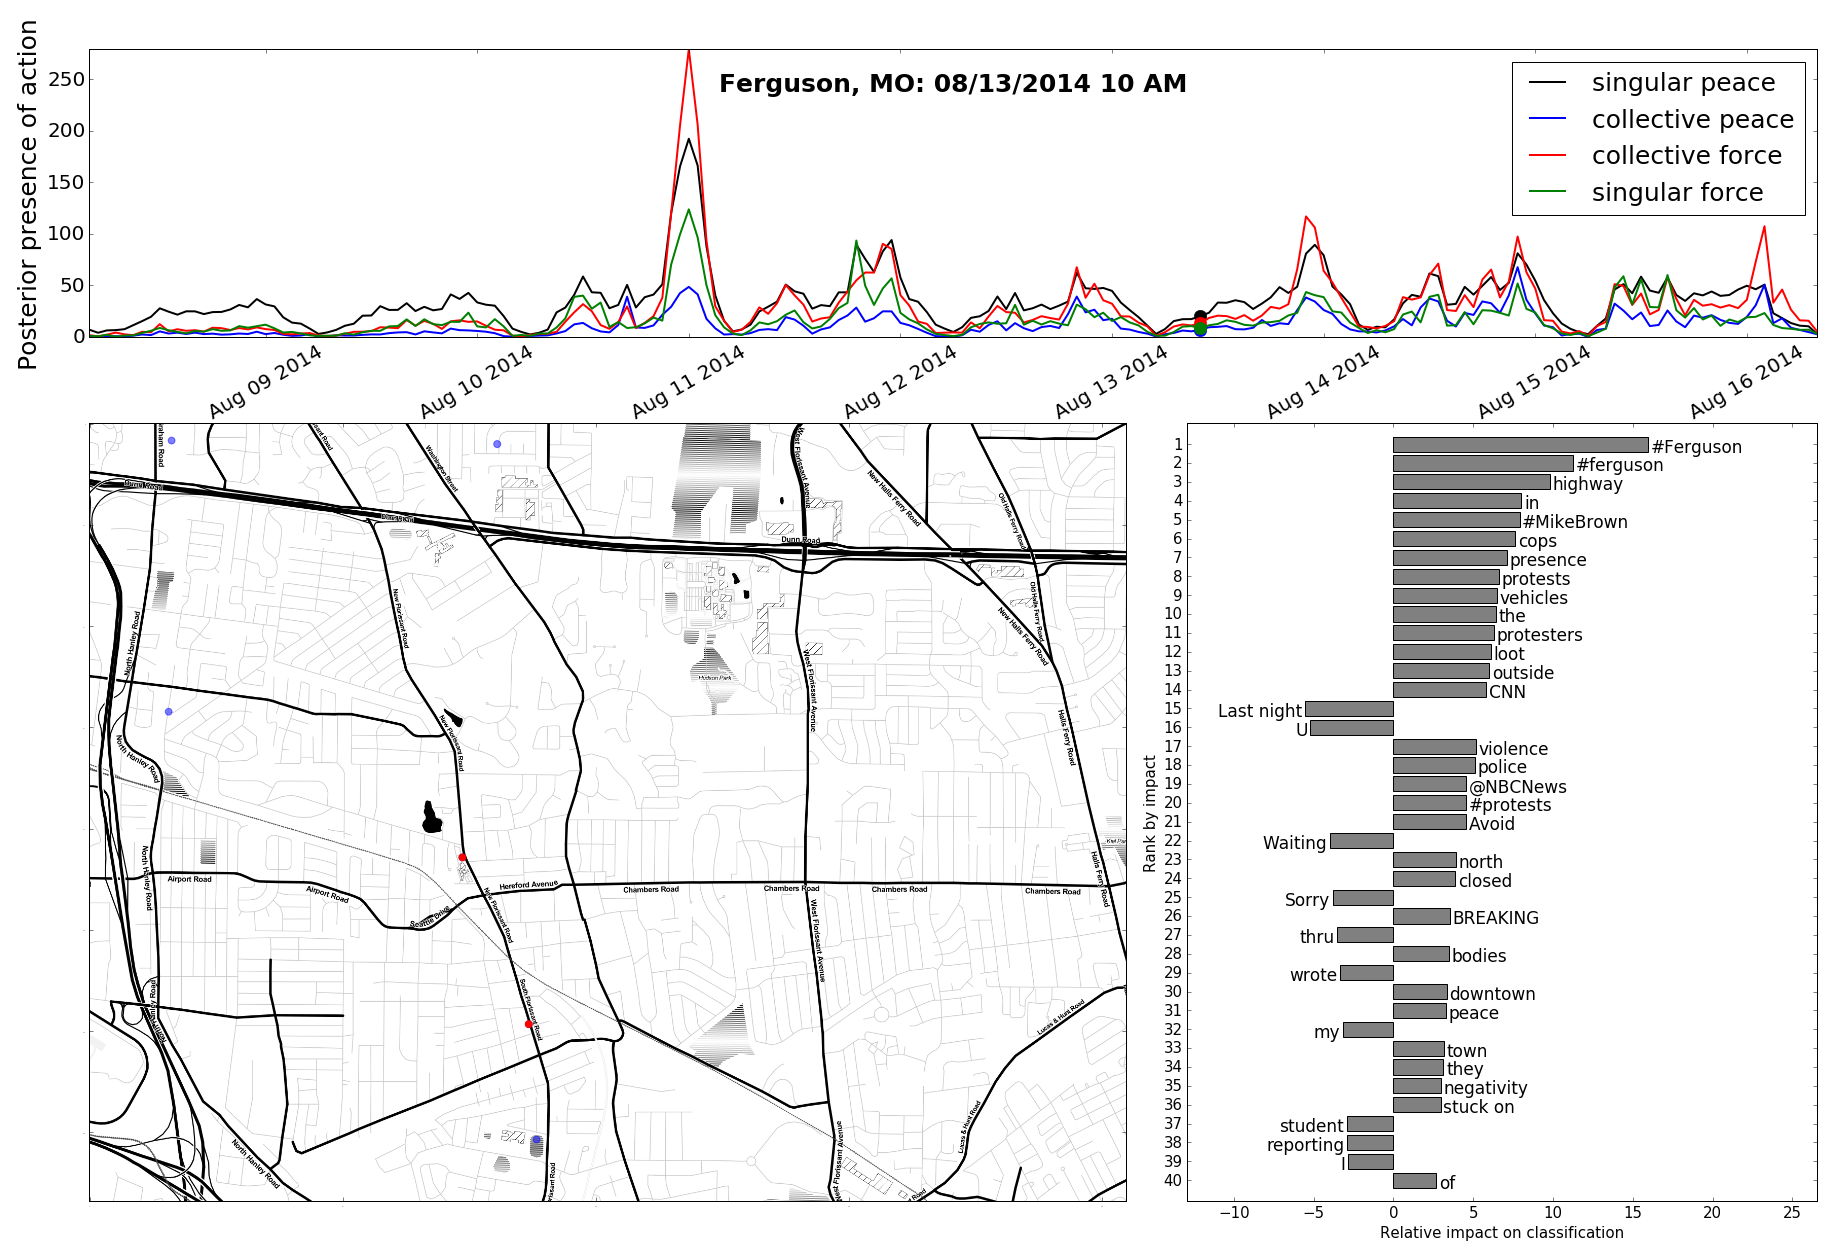 Ferguson, MO: 08/13/2014 10 AM
Posterior presence of action
250
200
150
100
50
0
singular peace
collective peace
collective force
singular force
Aug 09 2014
Aug 10 2014
Aug 11 2014
Aug 12 2014
Aug 13 2014
Aug 14 2014
Aug 15 2014
Aug 16 2014
Washington Street
West Florissant Avenue
New Halls Ferry Road
Old Halls Ferry Road
Dunn Road
New Florissant Road
North Hanley Road
Old Halls Ferry Road
New Halls Ferry Road
Hudson Park
West Florissant Avenue
New Florissant Road
Halls Ferry Road
North Hanley Road
North Hanley Road
Airport Road
Airport Road
Seattle Drive
Hereford Avenue
Chambers Road
Chambers Road
Chambers Road
Chambers Road
Halls Ferry Road
New Florissant Road
West Florissant Avenue
South Florissant Road
Lucas & Hunt Road
Lucas & Hunt Road
North Hanley Road
West Florissant Avenue
Rank by impact
1 #Ferguson
2 #ferguson
3 highway
4 in
5 #MikeBrown
6 cops
7 presence
8 protests
9 vehicles
10 the
11 protesters
12 loot
13 outside
14 CNN
15 Last night
16 U
17 violence
18 police
19 @NBCNews
20 #protests
21 Avoid
22 Waiting
23 north
24 closed
25 Sorry
26 BREAKING
27 thru
28 bodies
29 wrote
30 downtown
31 peace
32 my
33 town
34 they
35 negativity
36 stuck on
37 student
38 reporting
39 I
40 of
−10 −5 0 5 10 15 20 25
Relative impact on classification